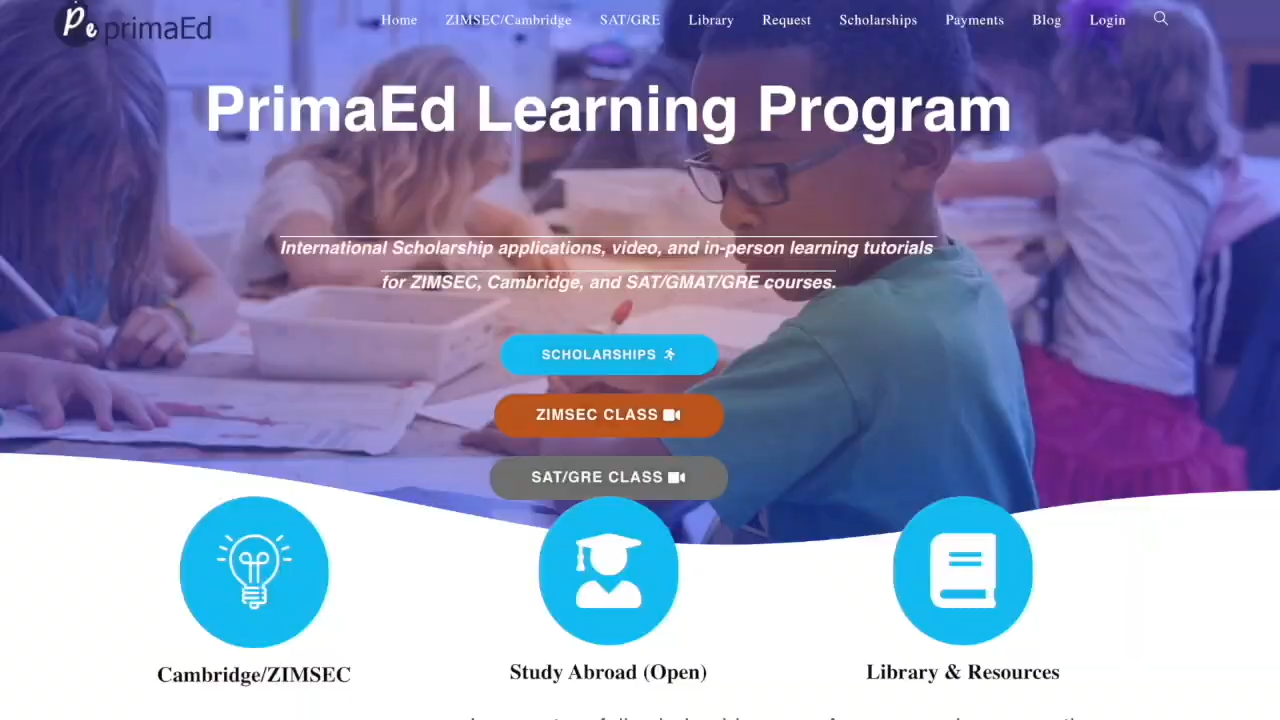 Pe primaEd
Home ZIMSEC/Cambridge SAT/GRE Library Request Scholarships Payments Blog Login
PrimaEd Learning Program
International Scholarship applications, video, and in-person learning tutorials
for ZIMSEC, Cambridge, and SAT/GMAT/GRE courses.
SCHOLARSHIPS
ZIMSEC CLASS
SAT/GRE CLASS
Cambridge/ZIMSEC
Study Abroad (Open)
Library & Resources